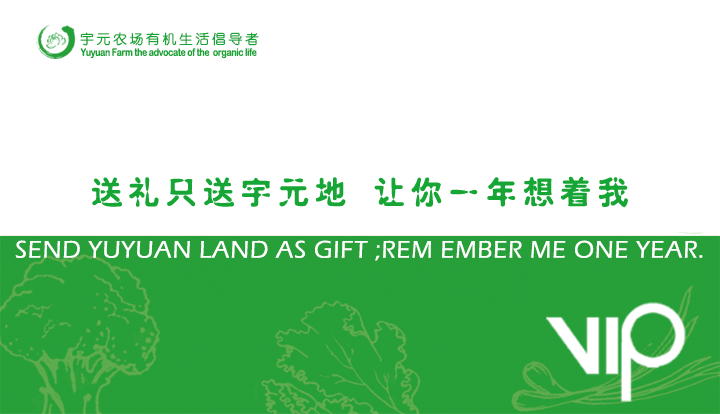 宇元农场有机生活倡导者
Yuyuan Farm the advocate of the organic life
送礼只送宇元地 让你一年想着我
SEND YUYUAN LAND AS GIFT ;REM EMBER ME ONE YEAR.
VIP